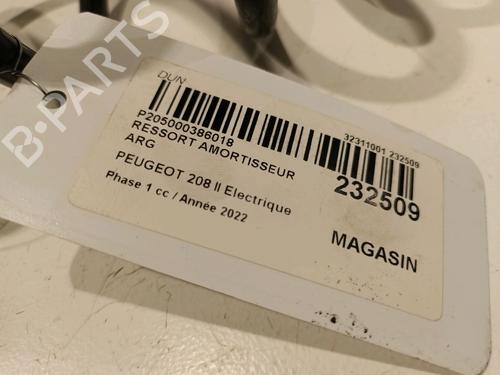 B-PARTS
DUN
P205000386018
RESSORT AMORTISSEUR
ARG
PEUGEOT 208 II Electrique
Phase 1 cc / Année 2022
32311001 232509
232509
MAGASIN